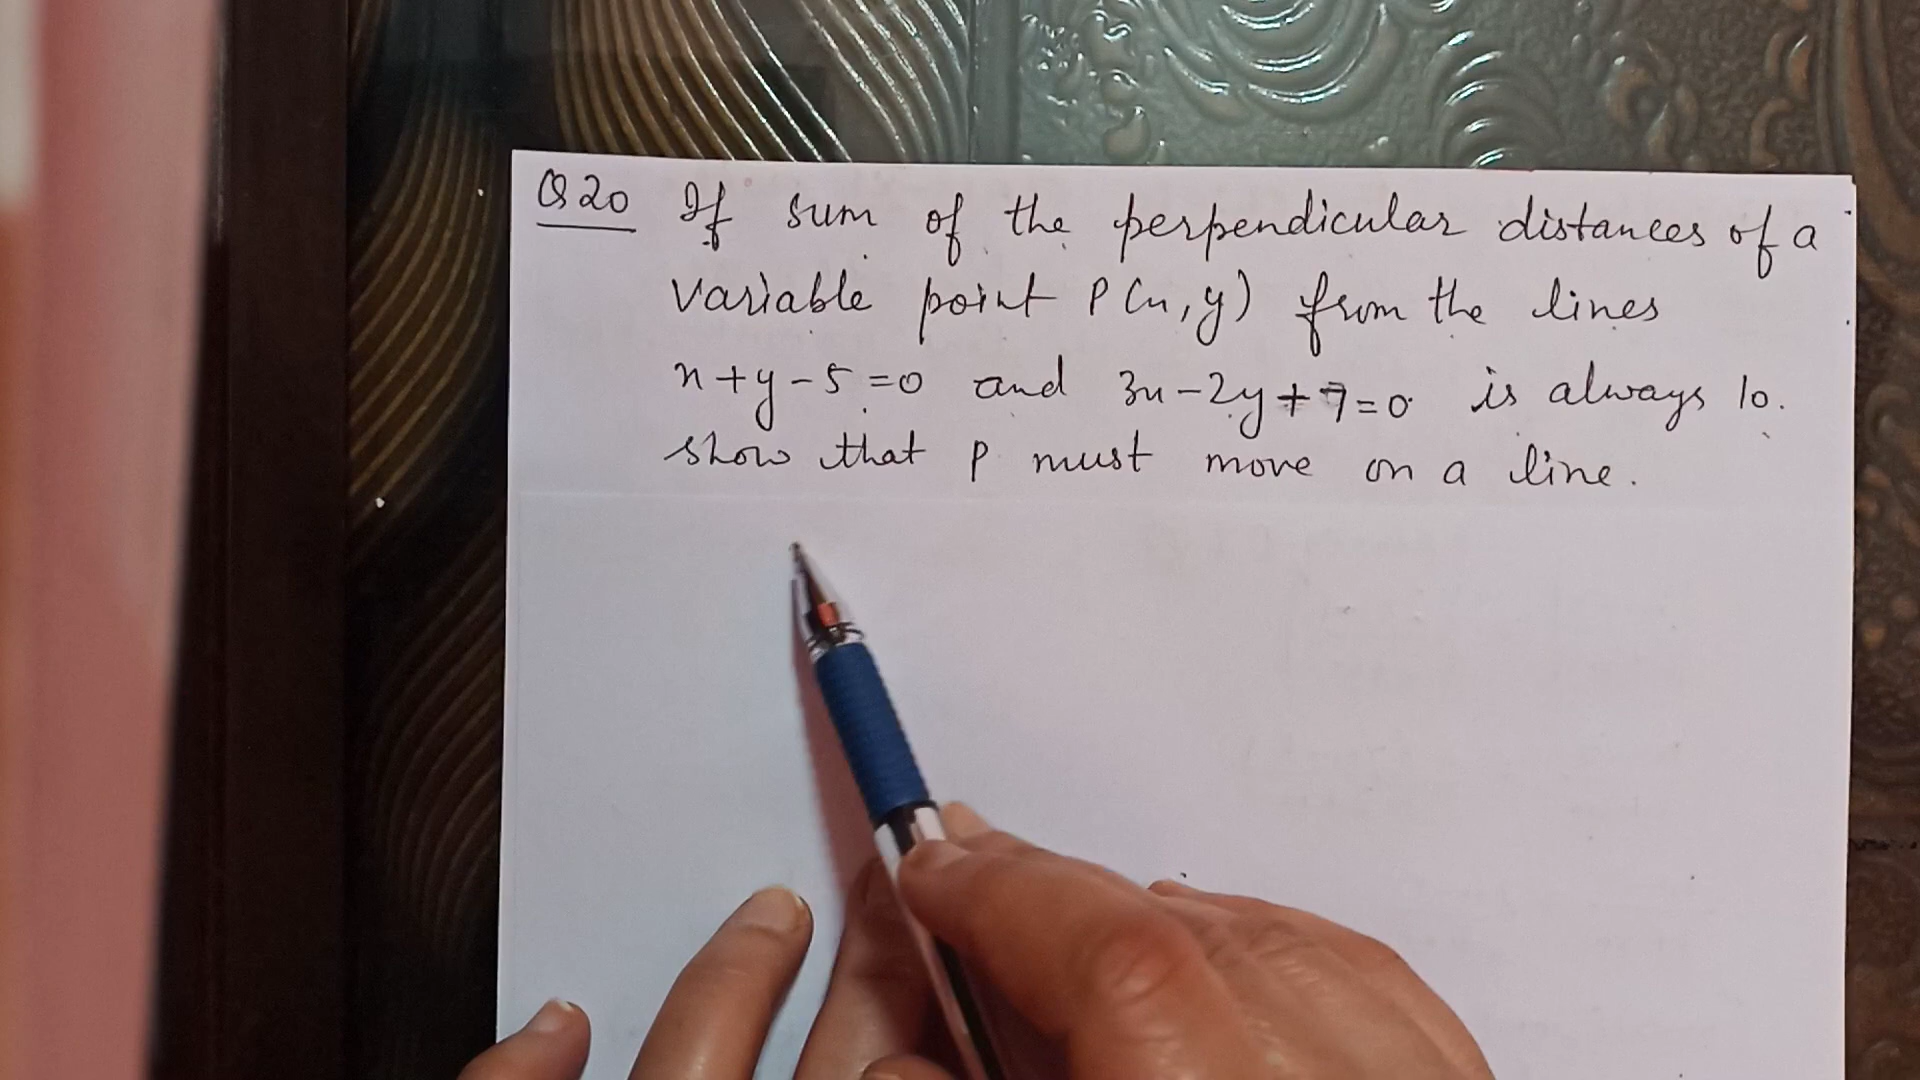 Q20 If sum of the perpendicular distances of a
variable point P(x,y) from the lines
x+y-5=0 and 3x-2y+7=0 is always 10.
show that P must move on a line.